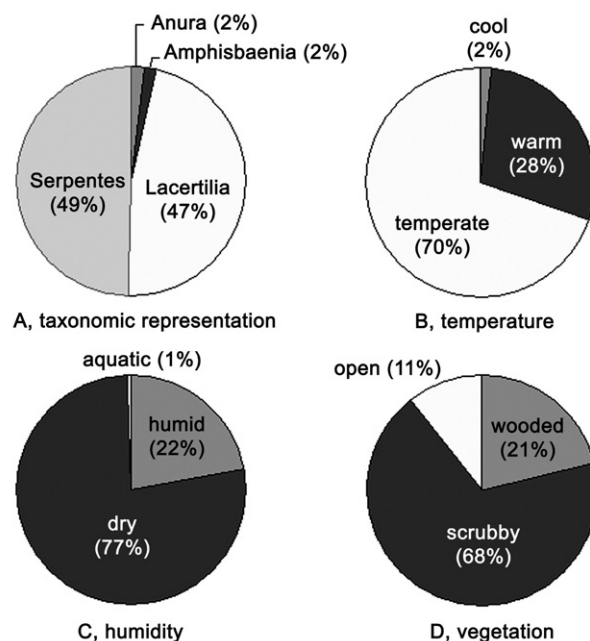 Anura (2%)
Amphisbaenia (2%)
Serpentes
(49%)
Lacertilia
(47%)
A, taxonomic representation
cool
(2%)
warm
(28%)
temperate
(70%)
B, temperature
aquatic (1%)
humid
(22%)
dry
(77%)
C, humidity
open (11%)
wooded
(21%)
scrubby
(68%)
D, vegetation